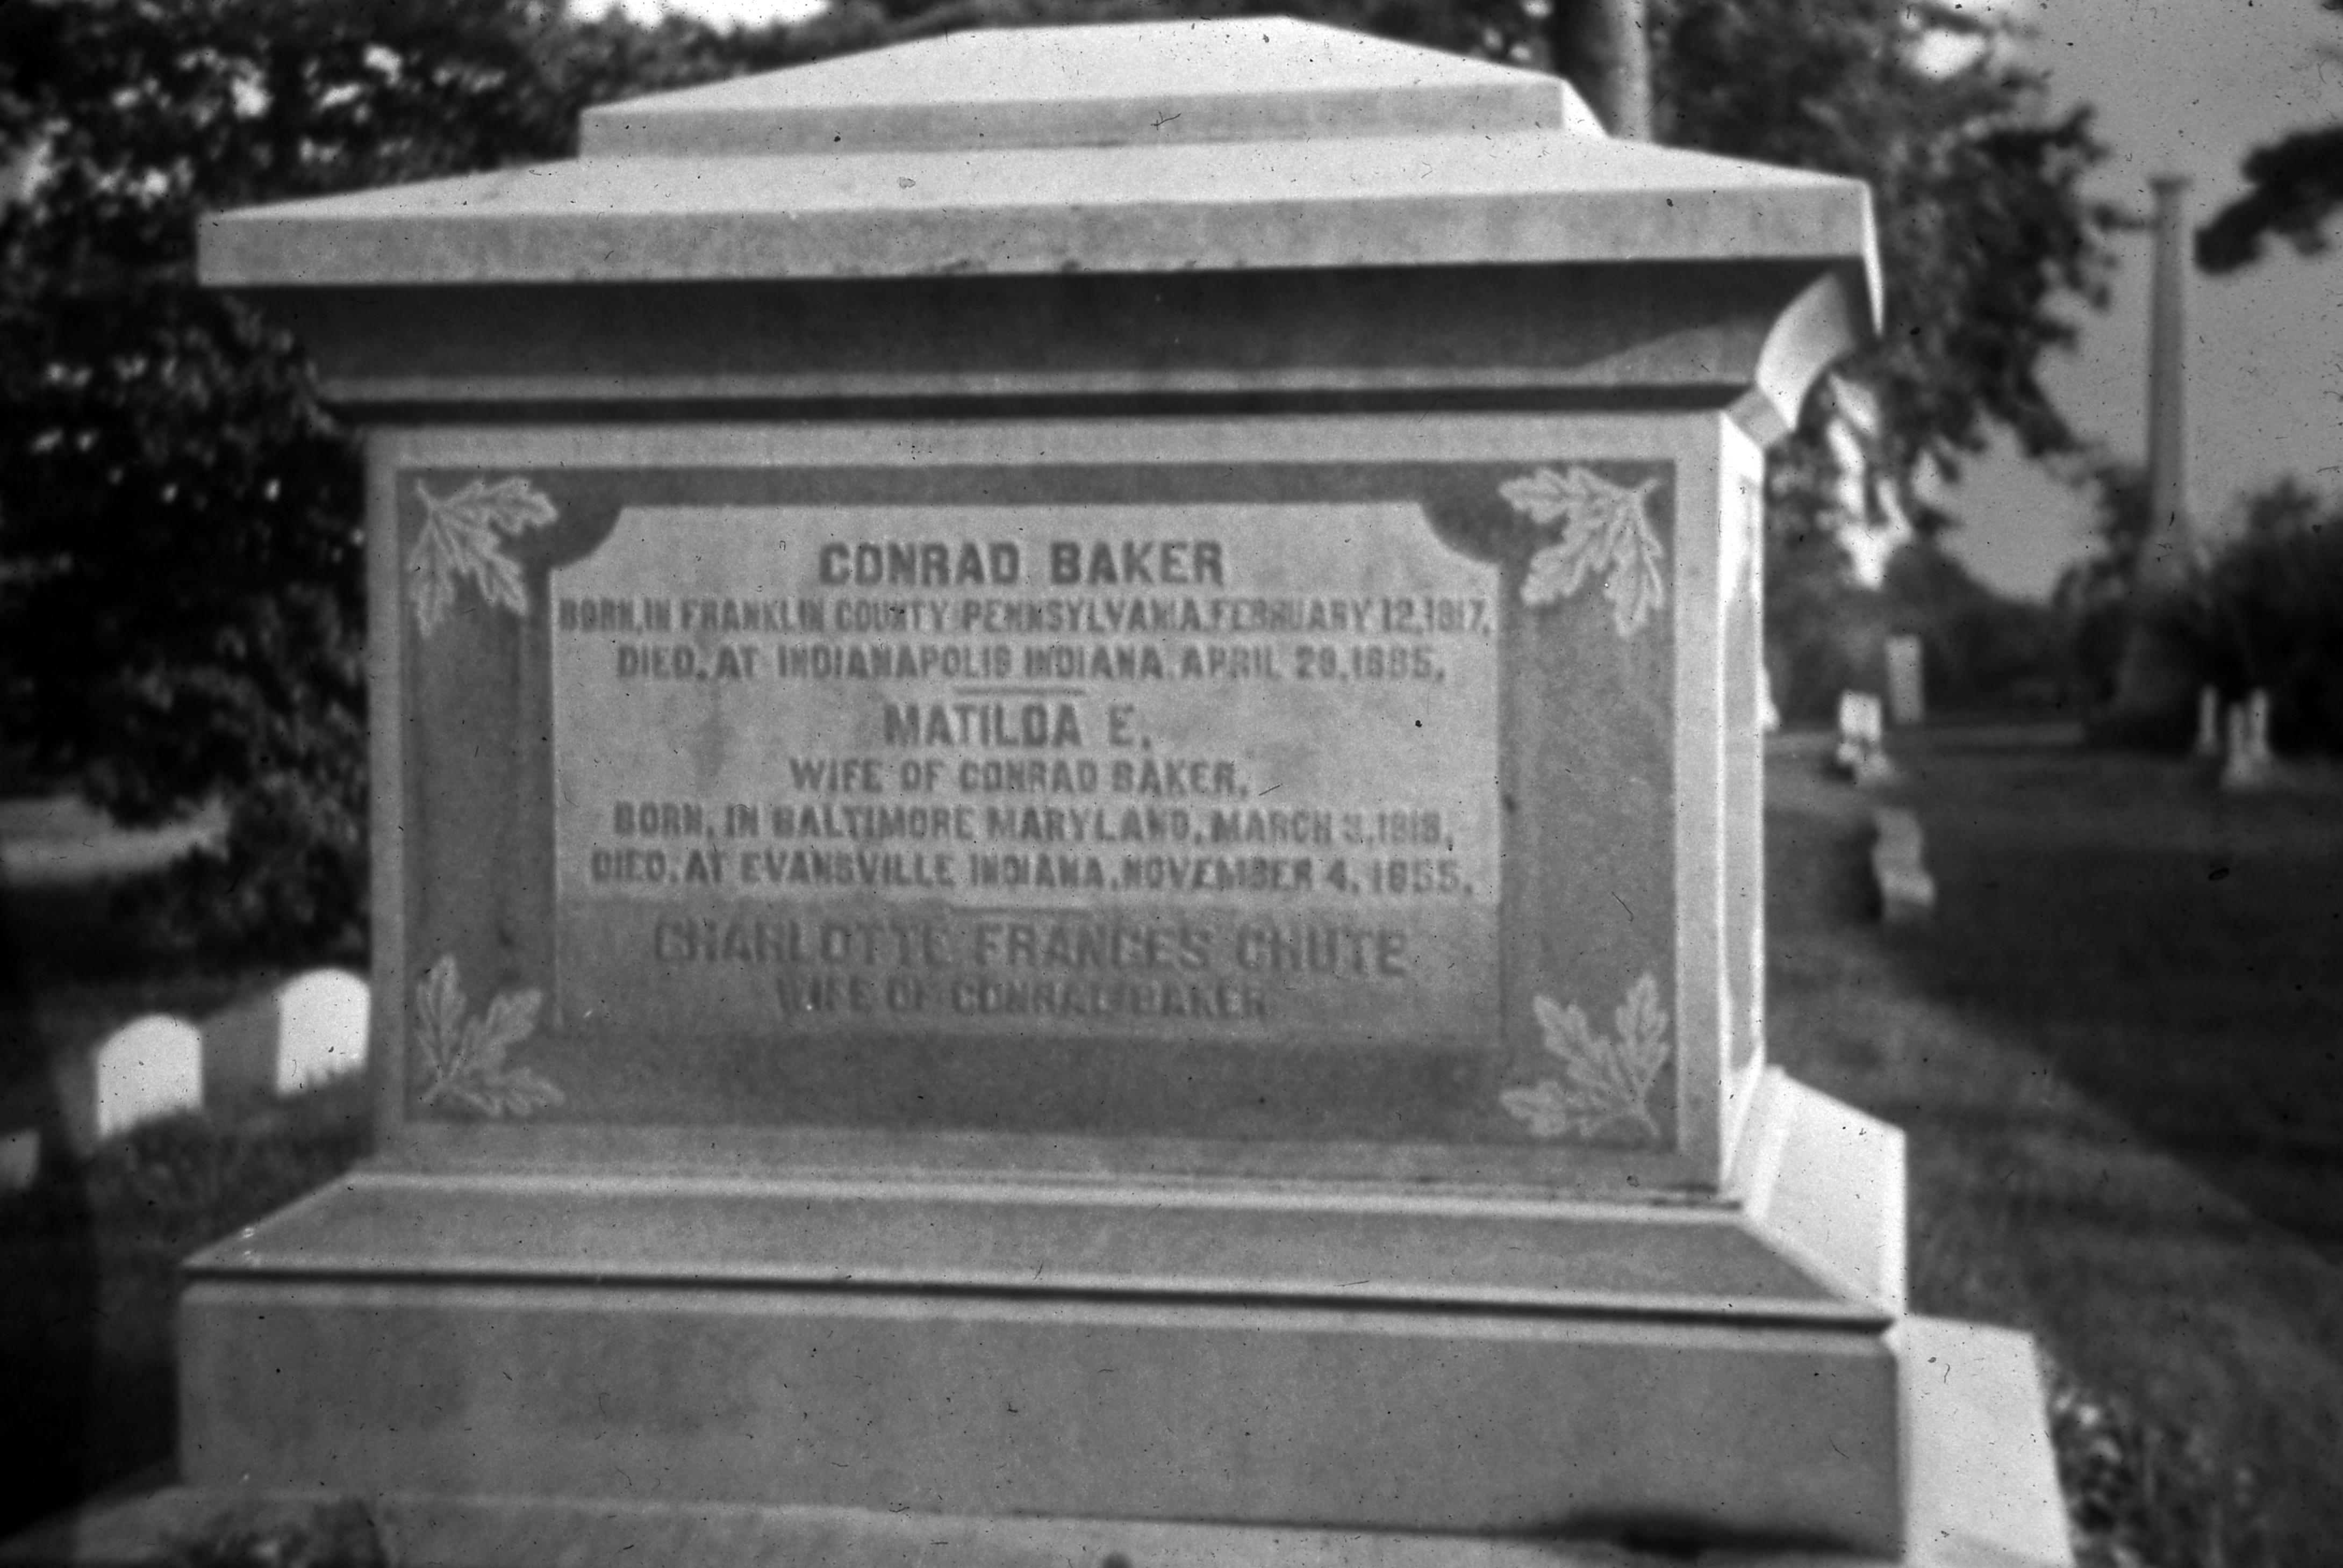 CONRAD BAKER
BORN, IN FRANKLIN COUNTY PENNSYLVANIA, FEBRUARY 12, 1817,
DIED, AT INDIANAPOLIS INDIANA, APRIL 28, 1885,
MATILDA E.
WIFE OF CONRAD BAKER,
BORN, IN BALTIMORE MARYLAND, MARCH 3,
DIED, AT EVANSVILLE INDIANA, NOVEMBER 4, 1855,
CHARLOTTE FRANCES CHUTE
WIFE OF CONRAD BAKER